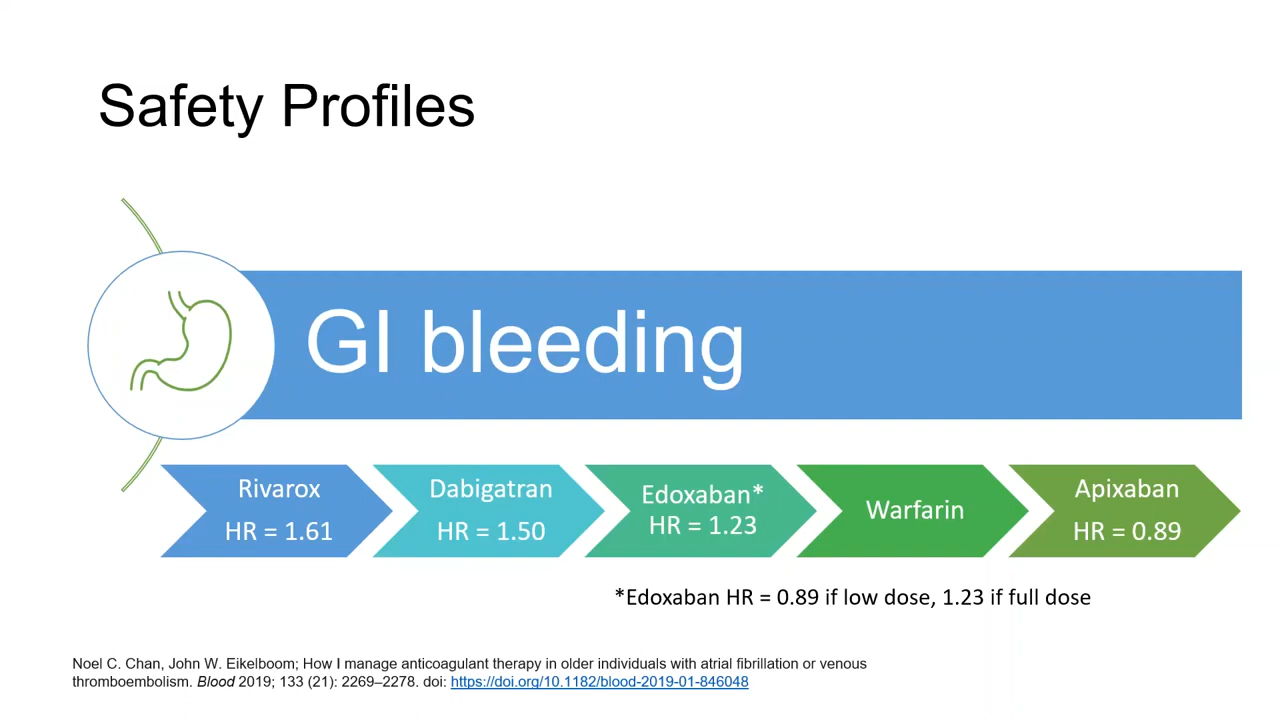 Safety Profiles
GI bleeding
Rivarox
HR = 1.61
Dabigatran
HR = 1.50
Edoxaban*
HR = 1.23
Warfarin
Apixaban
HR = 0.89
*Edoxaban HR = 0.89 if low dose, 1.23 if full dose
Noel C. Chan, John W. Eikelboom; How I manage anticoagulant therapy in older individuals with atrial fibrillation or venous
thromboembolism. Blood 2019; 133 (21): 2269–2278. doi: https://doi.org/10.1182/blood-2019-01-846048